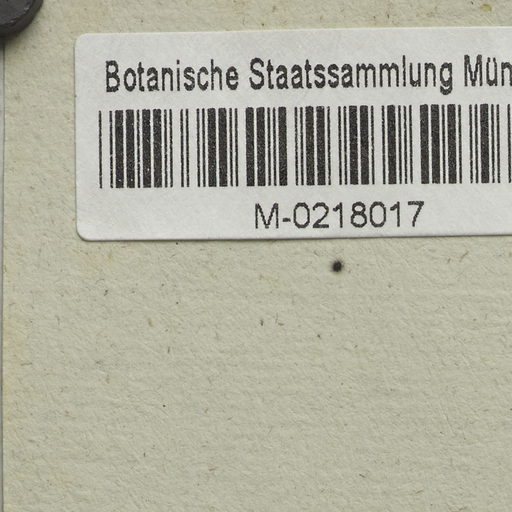 Botanische Staatssammlung Mün
M-0218017